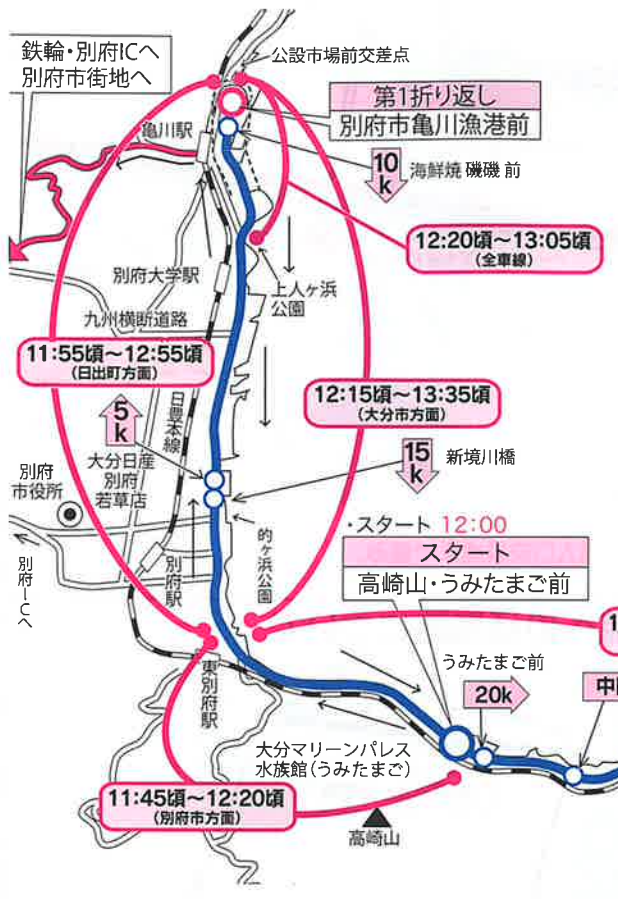 公設市場前交差点
鉄輪・別府ICへ
別府市街地へ
第1折り返し
別府市亀川漁港前
亀川駅
10
k
海鮮焼 磯磯 前
12:20頃～13:05頃
(全車線)
別府大学駅
上人ヶ浜
公園
九州横断道路
11:55頃～12:55頃
(日出町方面)
12:15頃～13:35頃
(大分市方面)
日豊本線
5
k
大分日産
別府
若草店
15
k
新境川橋
別府
市役所
・スタート 12:00
スタート
高崎山・うみたまご前
的ヶ浜公園
別府駅
別府ICへ
うみたまご前
20k
東別府駅
大分マリーンパレス
水族館(うみたまご)
11:45頃～12:20頃
(別府市方面)
高崎山